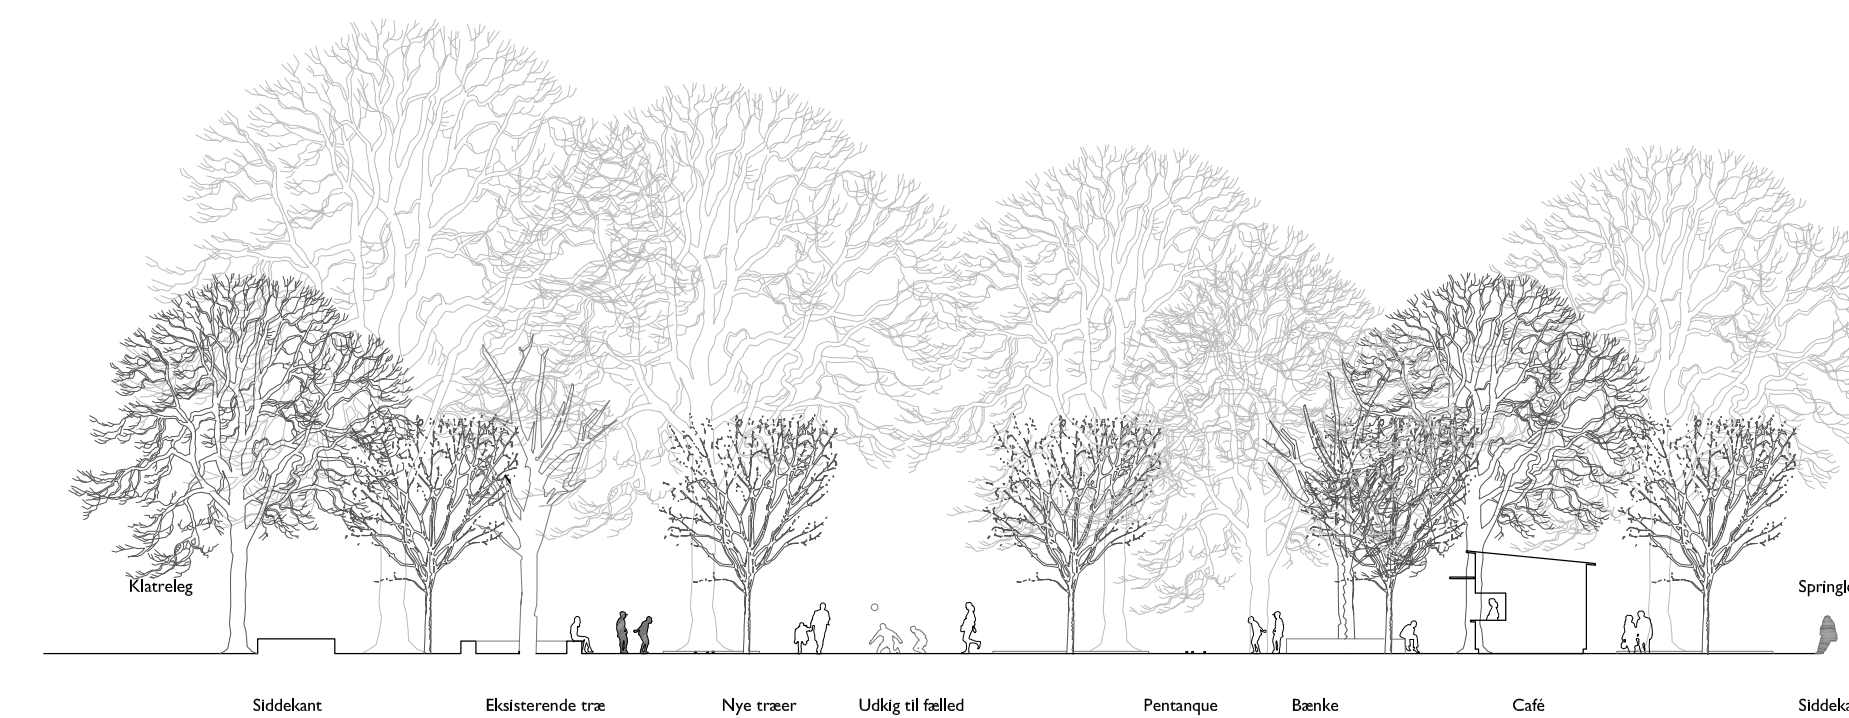 Klatreleg
Siddekant
Eksisterende træ
Nye træer
Udkig til fælled
Pentanque
Bænke
Café